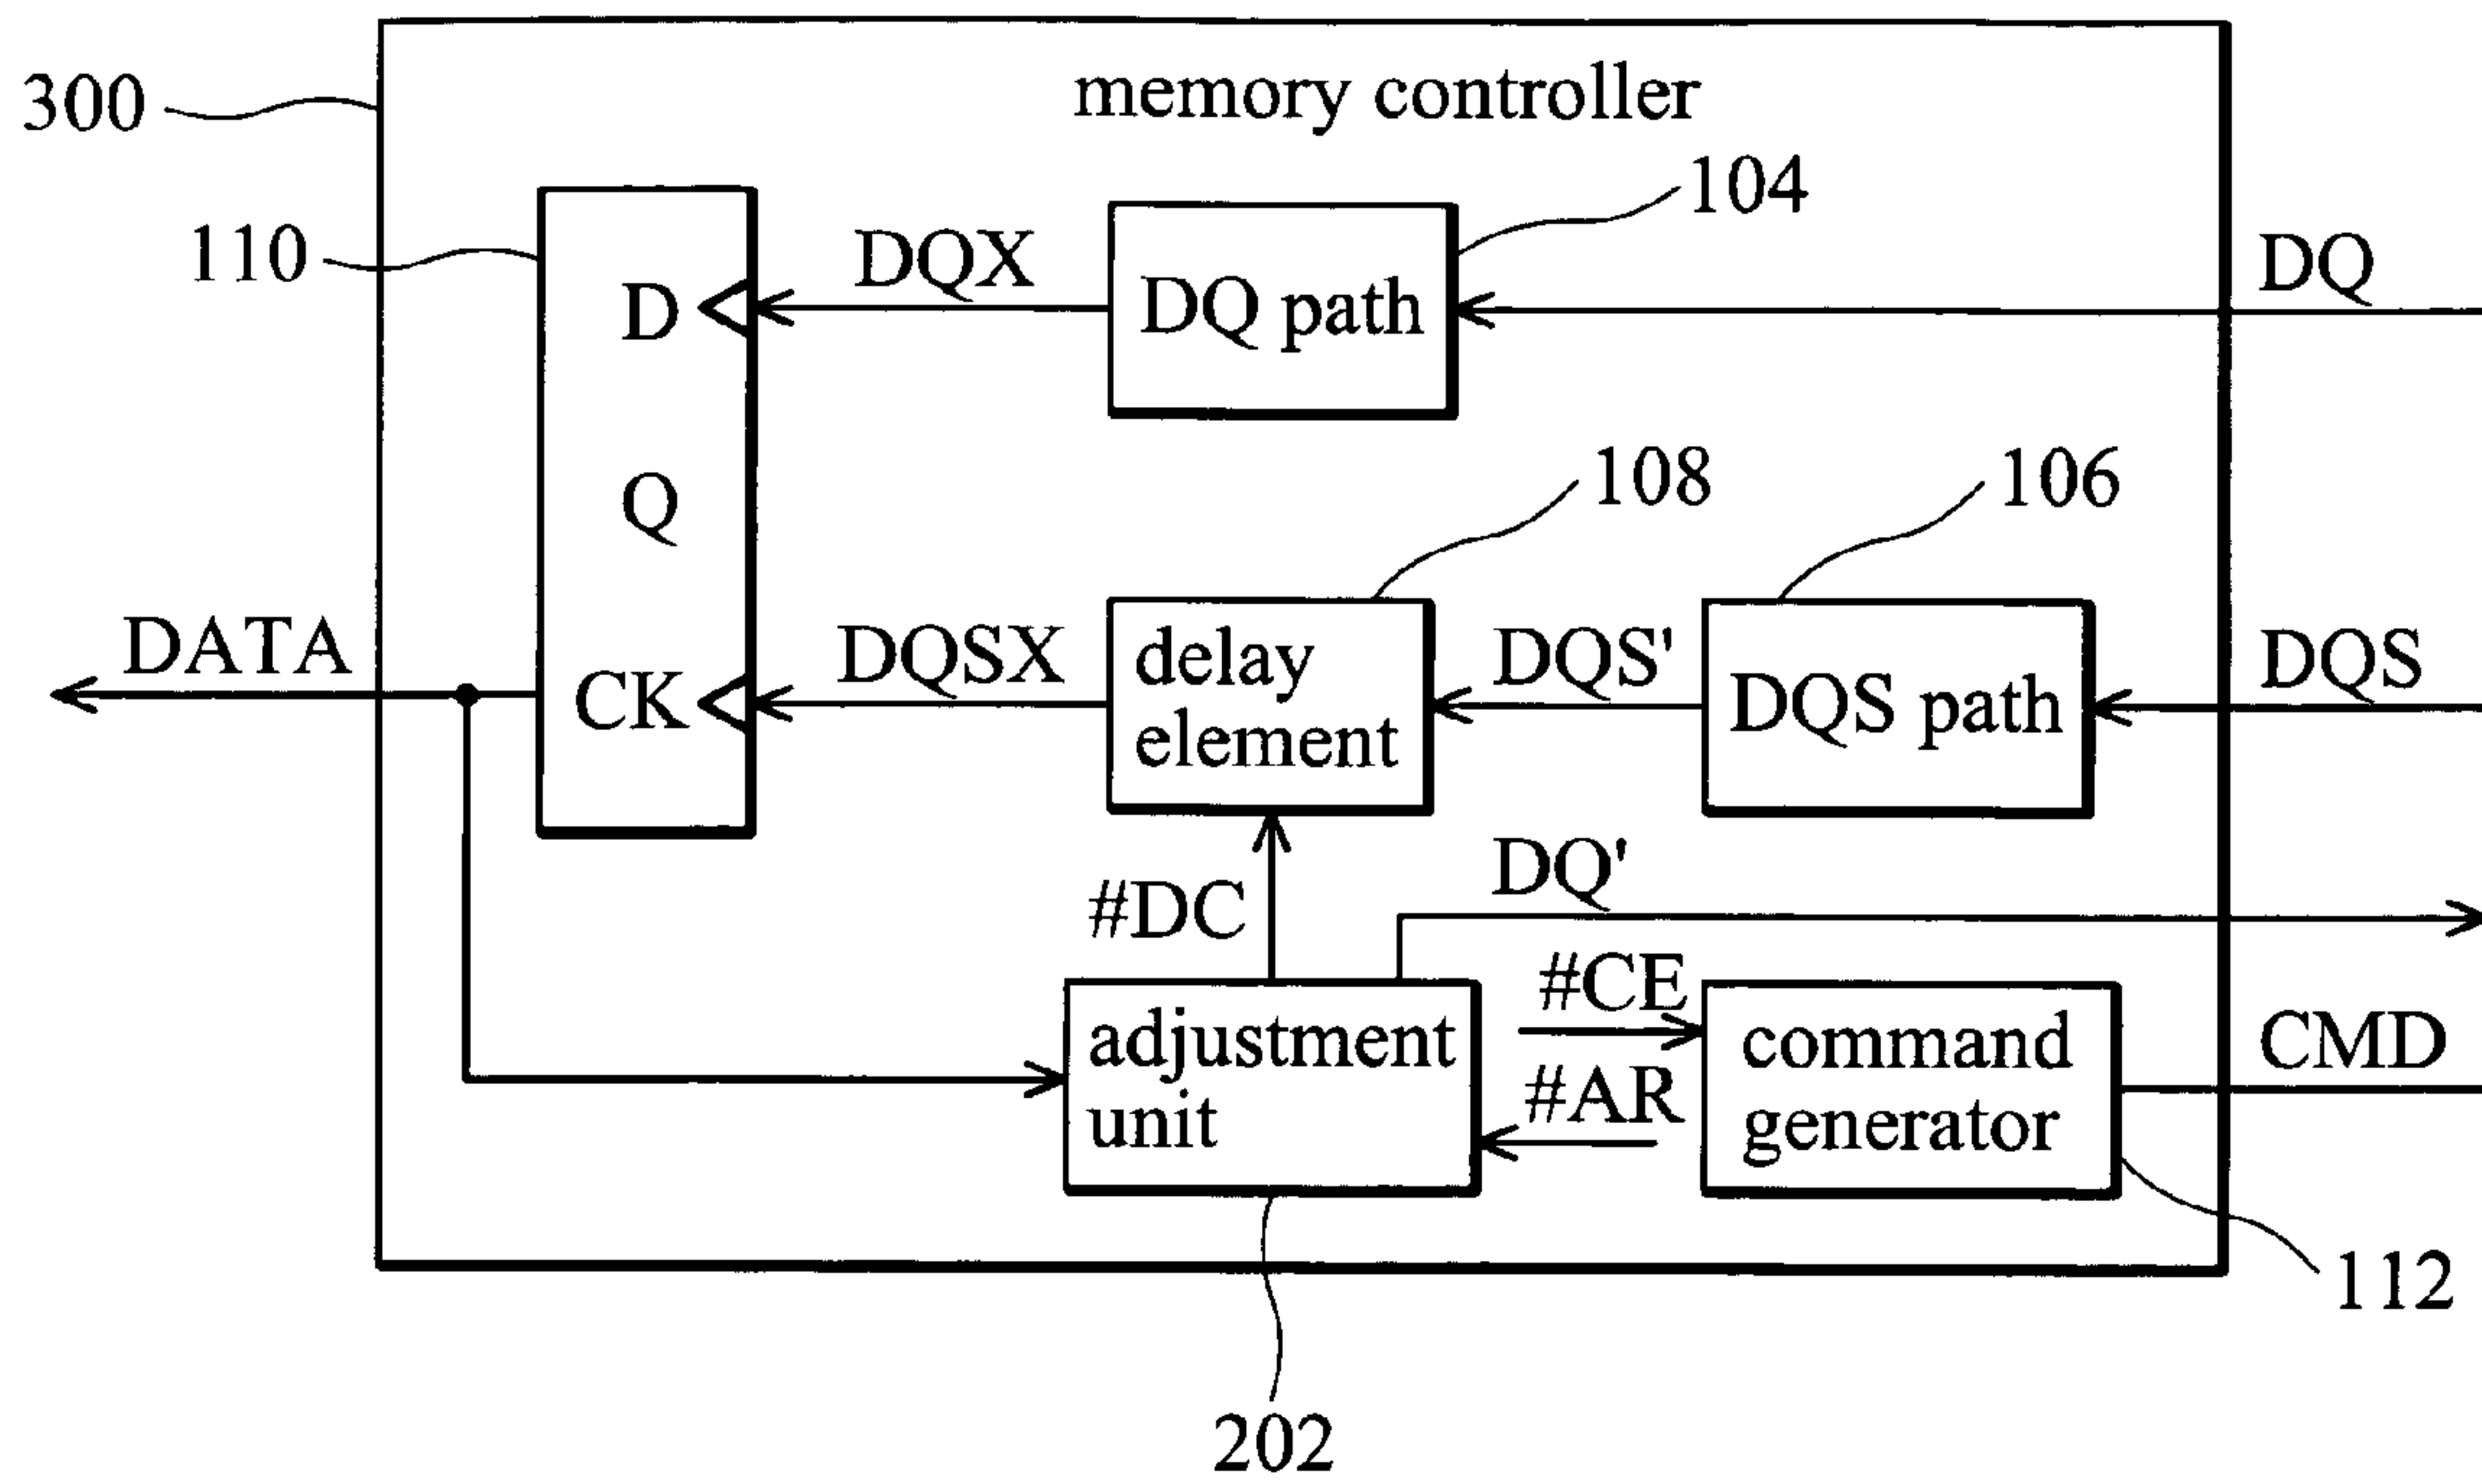 memory controller
300
104
110
DQX
DQ
D
DQ path
Q
108
106
DATA
DQSX
delay
element
DQS'
DQS path
DQS
CK
DQ'
#DC
#CE
adjustment
unit
#AR
command
generator
CMD
112
202